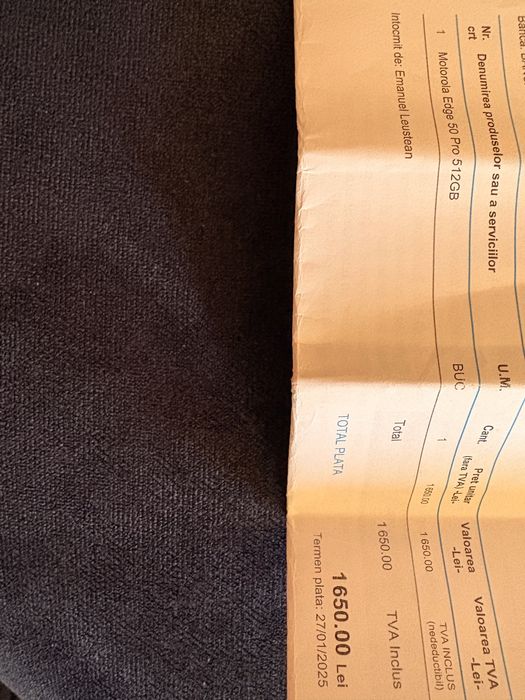 Nr. crt Denumirea produselor sau a serviciilor U.M. Cant. Pret unitar (fara TVA) -Lei- Valoarea -Lei- Valoarea TVA -Lei-
1 Motorola Edge 50 Pro 512GB BUC 1 1650.00 1650.00 TVA INCLUS (nedeductibil)
Intocmit de: Emanuel Leustean Total 1650.00 TVA Inclus
TOTAL PLATA 1650.00 Lei
Termen plata: 27/01/2025